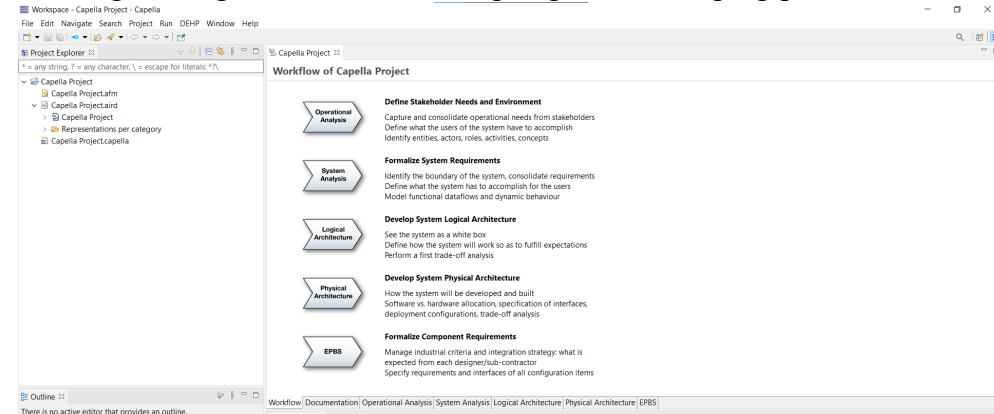 Workspace - Capella Project - Capella
File Edit Navigate Search Project Run DEHP Window Help
Project Explorer
Capella Project
* = any string, ? = any character, \ = escape for literals: *?\
Workflow of Capella Project
Capella Project
Capella Project.afm
Capella Project.aird
Capella Project
Representations per category
Capella Project.capella
Operational Analysis
Define Stakeholder Needs and Environment
Capture and consolidate operational needs from stakeholders
Define what the users of the system have to accomplish
Identify entities, actors, roles, activities, concepts
System Analysis
Formalize System Requirements
Identify the boundary of the system, consolidate requirements
Define what the system has to accomplish for the users
Model functional dataflows and dynamic behaviour
Logical Architecture
Develop System Logical Architecture
See the system as a white box
Define how the system will work so as to fulfill expectations
Perform a first trade-off analysis
Physical Architecture
Develop System Physical Architecture
How the system will be developed and built
Software vs. hardware allocation, specification of interfaces,
deployment configurations, trade-off analysis
EPBS
Formalize Component Requirements
Manage industrial criteria and integration strategy: what is
expected from each designer/sub-contractor
Specify requirements and interfaces of all configuration items
Outline
There is no active editor that provides an outline.
Workflow Documentation Operational Analysis System Analysis Logical Architecture Physical Architecture EPBS